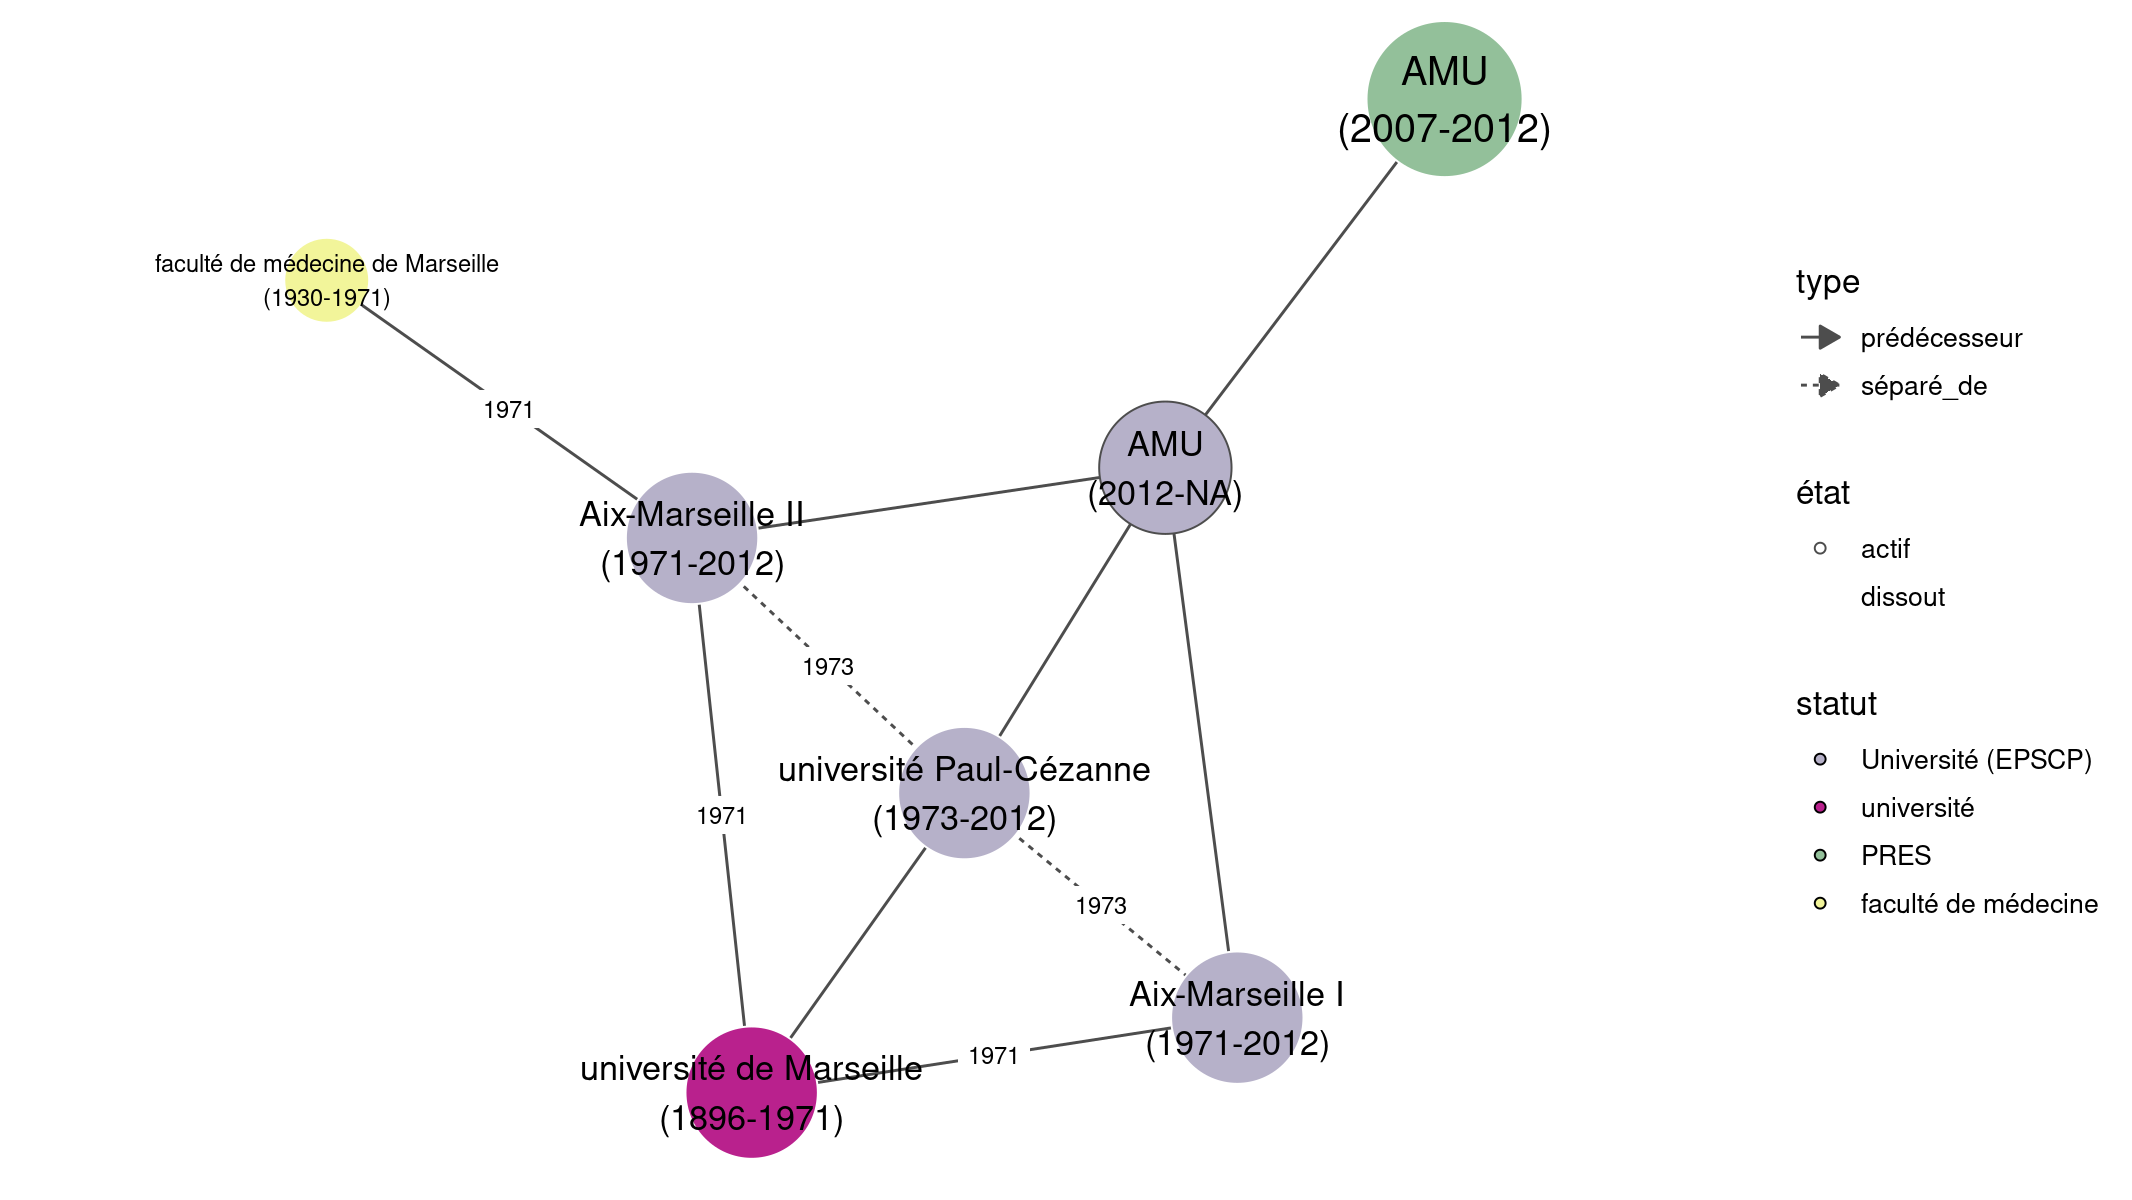 AMU
(2007-2012)
faculté de médecine de Marseille
(1930-1971)
1971
AMU
(2012-NA)
Aix-Marseille II
(1971-2012)
1973
université Paul-Cézanne
(1973-2012)
1971
1973
Aix-Marseille I
(1971-2012)
1971
université de Marseille
(1896-1971)
type
prédécesseur
séparé_de
état
actif
dissout
statut
Université (EPSCP)
université
PRES
faculté de médecine